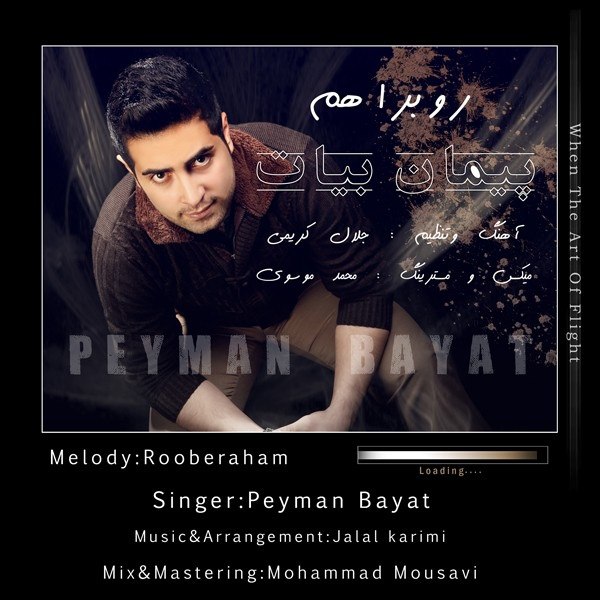 روبراهم
پیمان بیات
آهنگ و تنظیم : جلال کریمی
میکس و مسترینگ : محمد موسوی
PEYMAN BAYAT
When The Art Of Flight
Melody:Rooberaham
Loading....
Singer:Peyman Bayat
Music&Arrangement:Jalal karimi
Mix&Mastering:Mohammad Mousavi